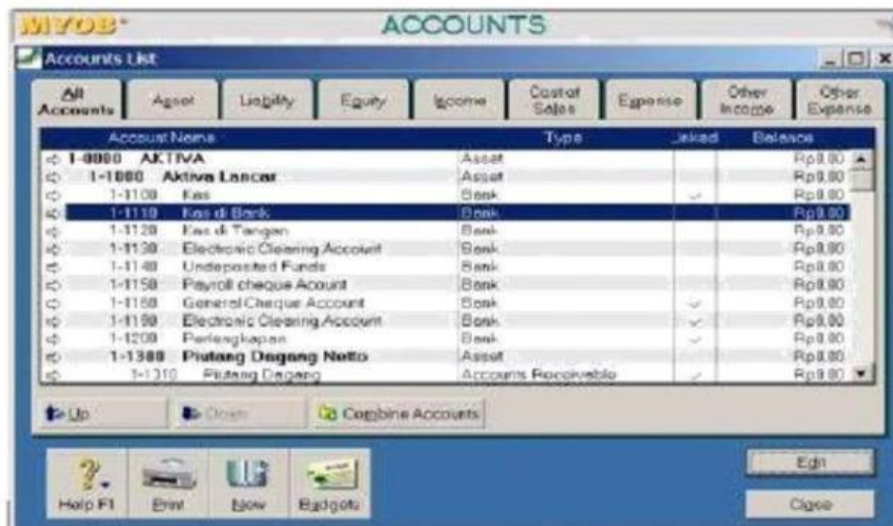 MYOB ACCOUNTS
Accounts List
All Accounts Asset Liability Equity Income Cost of Sales Expense Other Income Other Expense
Account Name Type Linked Balance
1-0000 AKTIVA Asset Rp0.00
1-1000 Aktiva Lancar Asset Rp0.00
1-1100 Kas Bank Rp0.00
1-1110 Kas di Bank Bank Rp0.00
1-1120 Kas di Tangan Bank Rp0.00
1-1130 Electronic Clearing Account Bank Rp0.00
1-1140 Undeposited Funds Bank Rp0.00
1-1150 Payroll cheque Acount Bank Rp0.00
1-1160 General Cheque Account Bank Rp0.00
1-1190 Electronic Clearing Account Bank Rp0.00
1-1200 Perlengkapan Bank Rp0.00
1-1300 Piutang Dagang Netto Asset Rp0.00
1-1310 Piutang Dagang Accounts Receivable Rp0.00
Up Down Combine Accounts
Help F1 Print New Budgets
Edit
Close